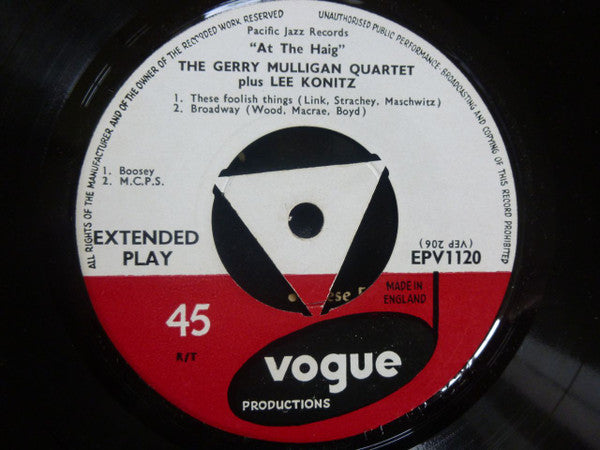 ALL RIGHTS OF THE MANUFACTURER AND OF THE OWNER OF THE RECORDED WORK RESERVED
UNAUTHORISED PUBLIC PERFORMANCE, BROADCASTING AND COPYING OF THIS RECORD PROHIBITED
Pacific Jazz Records
"At The Haig"
THE GERRY MULLIGAN QUARTET
plus LEE KONITZ
1. These foolish things (Link, Strachey, Maschwitz)
2. Broadway (Wood, Macrae, Boyd)
1. Boosey
2. M.C.P.S.
EXTENDED
PLAY
(VEP 206)
EPV1120
45
R/T
MADE IN
ENGLAND
vogue
PRODUCTIONS